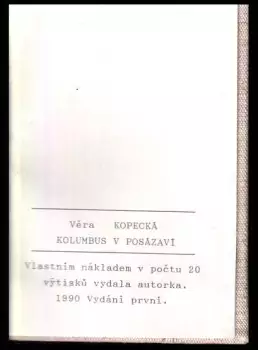 Věra KOPECKÁ
KOLUMBUS V POSÁZAVÍ
Vlastním nákladem v počtu 20
výtisků vydala autorka.
1990 Vydání první.